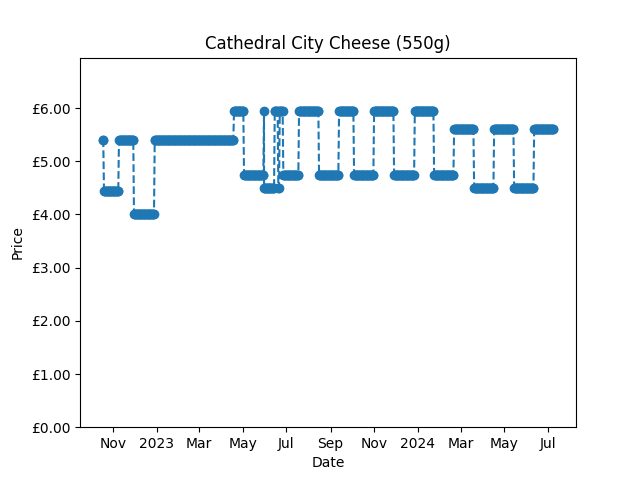 Cathedral City Cheese (550g)
Price
£6.00
£5.00
£4.00
£3.00
£2.00
£1.00
£0.00
Nov 2023 Mar May Jul Sep Nov 2024 Mar May Jul
Date